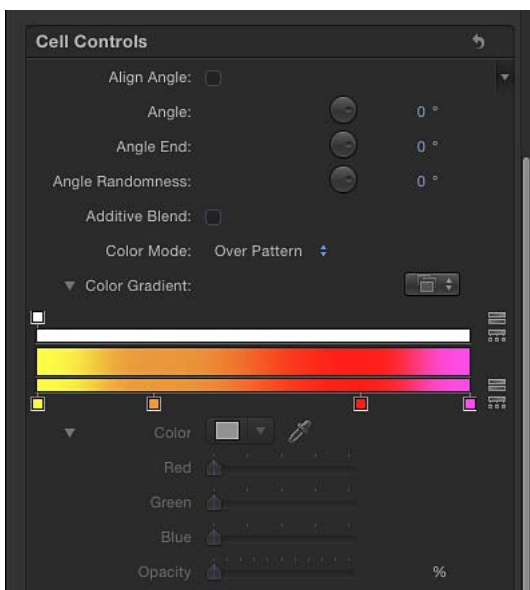 Cell Controls
Align Angle:
Angle: 0 °
Angle End: 0 °
Angle Randomness: 0 °
Additive Blend:
Color Mode: Over Pattern
Color Gradient:
Color
Red
Green
Blue
Opacity %